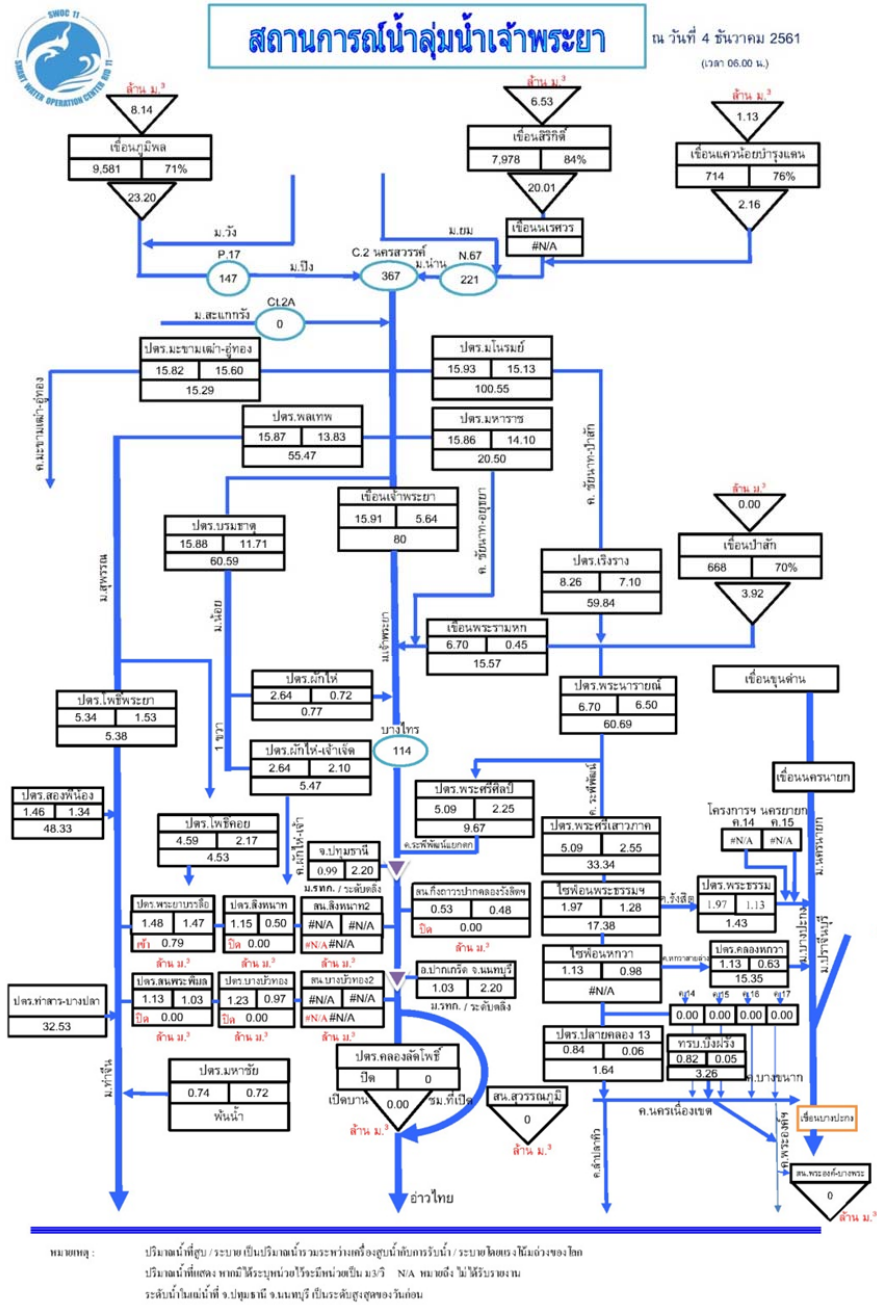 SWOC 11
SMART WATER OPERATION CENTER RIO 11
สถานการณ์น้ำลุ่มน้ำเจ้าพระยา
ณ วันที่ 4 ธันวาคม 2561
(เวลา 06.00 น.)
ล้าน ม.³
8.14
เขื่อนภูมิพล
9,581 71%
23.20
ล้าน ม.³
6.53
เขื่อนสิริกิติ์
7,978 84%
20.01
เขื่อนนเรศวร
#N/A
ล้าน ม.³
1.13
เขื่อนแควน้อยบำรุงแดน
714 76%
2.16
ม.วัง
ม.ยม
P.17
147
ม.ปิง
C.2 นครสวรรค์
367
ม.น่าน
N.67
221
ม.สะแกกรัง
Ct.2A
0
ปตร.มะขามเฒ่า-อู่ทอง
15.82 15.60
15.29
ปตร.มโนรมย์
15.93 15.13
100.55
ค.มะขามเฒ่า-อู่ทอง
ปตร.พลเทพ
15.87 13.83
55.47
ปตร.มหาราช
15.86 14.10
20.50
ค. ชัยนาท-ป่าสัก
ค. ชัยนาท-อยุธยา
ปตร.บรมธาตุ
15.88 11.71
60.59
เขื่อนเจ้าพระยา
15.91 5.64
80
ล้าน ม.³
0.00
เขื่อนป่าสัก
668 70%
3.92
ปตร.เริงราง
8.26 7.10
59.84
ม.สุพรรณ
ม.น้อย
ม.เจ้าพระยา
เขื่อนพระรามหก
6.70 0.45
15.57
ปตร.ผักไห่
2.64 0.72
0.77
ปตร.พระนารายณ์
6.70 6.50
60.69
เขื่อนขุนด่าน
ปตร.โพธิ์พระยา
5.34 1.53
5.38
1 ขวา
บางไทร
114
ปตร.ผักไห่-เจ้าเจ็ด
2.64 2.10
5.47
เขื่อนนครนายก
ปตร.สองพี่น้อง
1.46 1.34
48.33
ปตร.พระศรีศิลป์
5.09 2.25
9.67
ค. ระพีพัฒน์
โครงการฯ นครนายก
ค.14 ค.15
#N/A #N/A
ม.นครนายก
ปตร.โพธิ์คอย
4.59 2.17
4.53
ค.ผักไห่-เจ้า
ค.ระพีพัฒน์แยกตก
ปตร.พระศรีเสาวภาค
5.09 2.55
33.34
จ.ปทุมธานี
0.99 2.20
ม.รทก. / ระดับตลิ่ง
ปตร.พระยาบรรลือ
1.48 1.47
เข้า 0.79
ล้าน ม.³
ปตร.สิงหนาท
1.15 0.50
ปิด 0.00
ล้าน ม.³
สน.สิงหนาท2
#N/A #N/A
#N/A #N/A
ล้าน ม.³
สน.กึ่งถาวรปากคลองรังสิตฯ
0.53 0.48
ปิด 0.00
ล้าน ม.³
ไซฟ่อนพระธรรมฯ
1.97 1.28
17.38
ค.รังสิต
ปตร.พระธรรม
1.97 1.13
1.43
ม.บางปะกง
ม.ปราจีนบุรี
ไซฟ่อนหกวา
1.13 0.98
#N/A
ค.หกวาสายล่าง
ปตร.คลองหกวา
1.13 0.63
15.35
อ.ปากเกร็ด จ.นนทบุรี
1.03 2.20
ม.รทก. / ระดับตลิ่ง
ปตร.ท่าสาร-บางปลา
32.53
ปตร.สนพระพิมล
1.13 1.03
ปิด 0.00
ล้าน ม.³
ปตร.บางบัวทอง
1.23 0.97
ปิด 0.00
ล้าน ม.³
สน.บางบัวทอง2
#N/A #N/A
#N/A #N/A
ล้าน ม.³
0.00 0.00 0.00 0.00
ปตร.ปลายคลอง 13
0.84 0.06
1.64
ทรบ.บึงฝรั่ง
0.82 0.05
3.26
ค.บางขนาก
ม.ท่าจีน
ปตร.มหาชัย
0.74 0.72
พ้นน้ำ
ปตร.คลองลัดโพธิ์
ปิด 0
เปิดบาน ชม.ที่เปิด
0.00
ล้าน ม.³
สน.สุวรรณภูมิ
0
ล้าน ม.³
ค.นครเนื่องเขต
เขื่อนบางปะกง
ค.ลำปลาทิว
ค.พระองค์ฯ
สน.พระองค์-บางพระ
0
ล้าน ม.³
อ่าวไทย
หมายเหตุ : ปริมาณน้ำที่สูบ / ระบาย เป็นปริมาณน้ำรวมระหว่างเครื่องสูบน้ำกับการรับน้ำ / ระบายโดยแรงโน้มถ่วงของโลก
ปริมาณน้ำที่แสดง หากมิได้ระบุหน่วยไว้จะมีหน่วยเป็น ม3/วิ N/A หมายถึง ไม่ได้รับรายงาน
ระดับน้ำในแม่น้ำที่ จ.ปทุมธานี จ.นนทบุรี เป็นระดับสูงสุดของวันก่อน